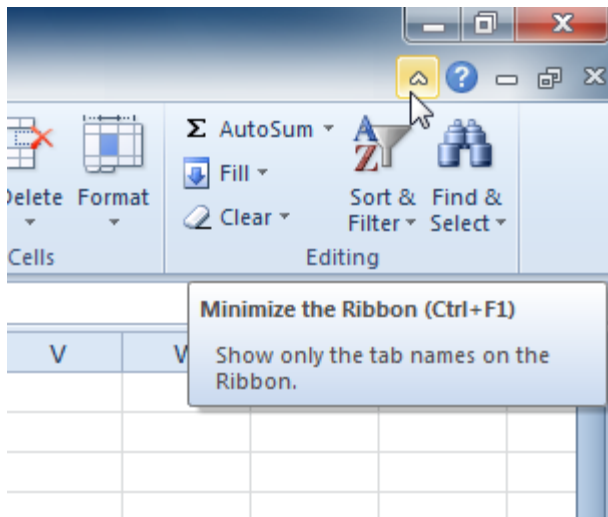 Σ AutoSum
Fill
Clear
Delete Format
Sort &
Filter
Find &
Select
Cells
Editing
Minimize the Ribbon (Ctrl+F1)
Show only the tab names on the
Ribbon.
V
W